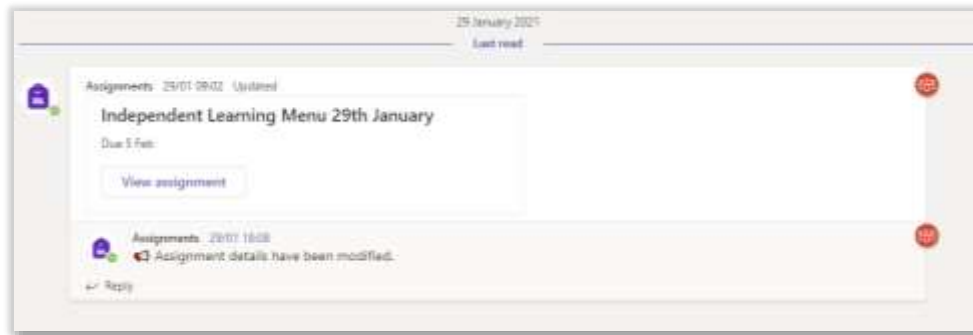 29 January 2021
Last read
Assignments 29/01 09:02 Updated
Independent Learning Menu 29th January
Due 5 Feb
View assignment
Assignments 29/01 18:08
Assignment details have been modified.
Reply